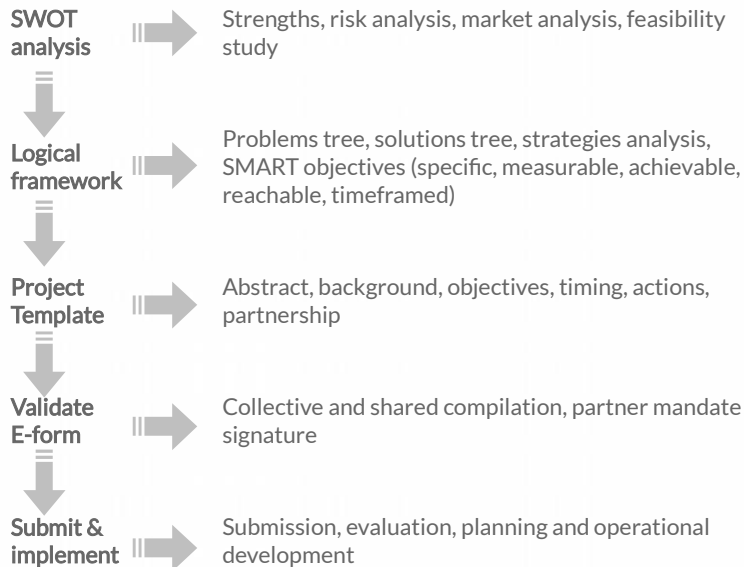 SWOT
analysis
Strengths, risk analysis, market analysis, feasibility
study
Logical
framework
Problems tree, solutions tree, strategies analysis,
SMART objectives (specific, measurable, achievable,
reachable, timeframed)
Project
Template
Abstract, background, objectives, timing, actions,
partnership
Validate
E-form
Collective and shared compilation, partner mandate
signature
Submit &
implement
Submission, evaluation, planning and operational
development